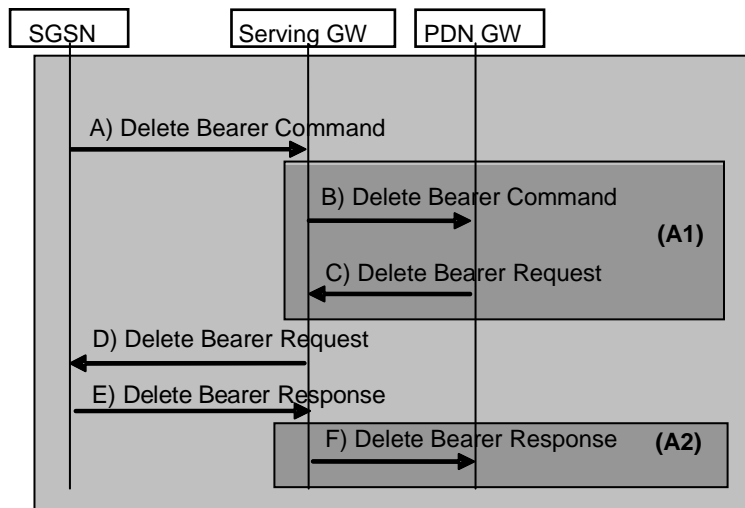 SGSN Serving GW PDN GW
A) Delete Bearer Command
B) Delete Bearer Command
(A1)
C) Delete Bearer Request
D) Delete Bearer Request
E) Delete Bearer Response
F) Delete Bearer Response (A2)